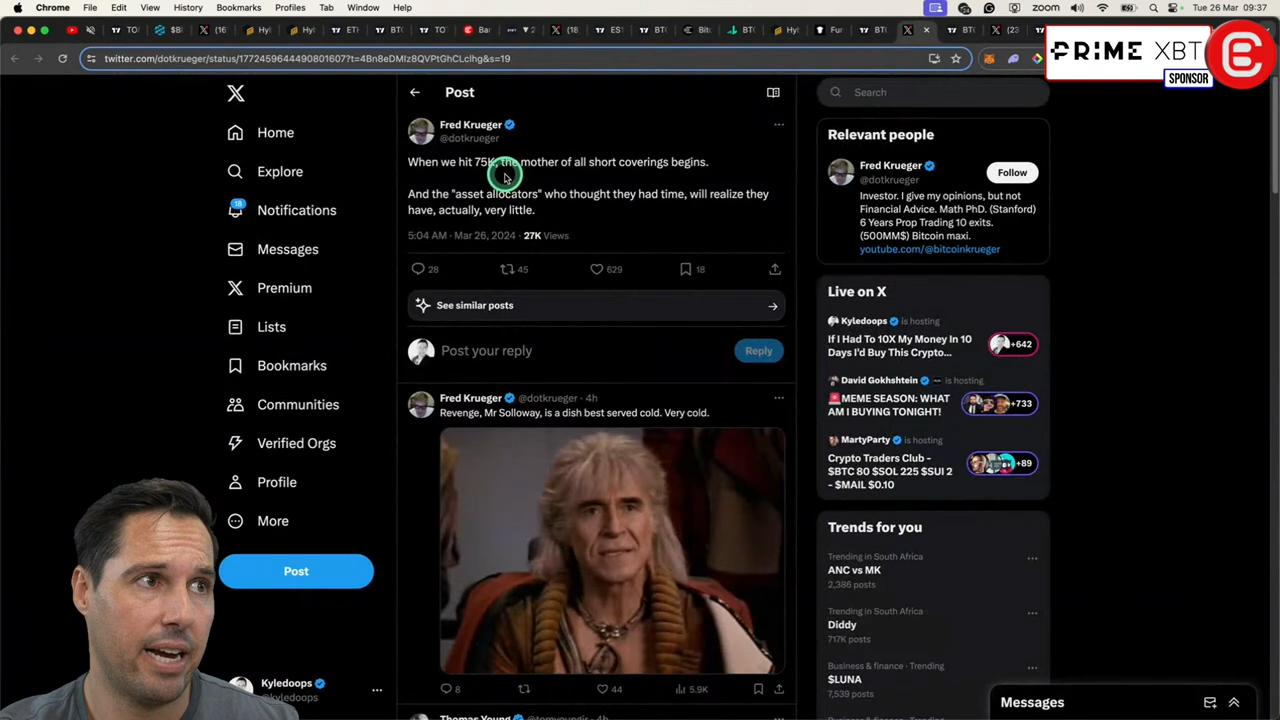 Chrome File Edit View History Bookmarks Profiles Tab Window Help
zoom Tue 26 Mar 09:37
twitter.com/dotkrueger/status/1772459644490801607?t=4Bn8eDMIz8QVPtGhCLclhg&s=19
PRIME XBT
SPONSOR
Home
Explore
18
Notifications
Messages
Premium
Lists
Bookmarks
Communities
Verified Orgs
Profile
More
Post
Kyledoops
@kyledoops
Post
Fred Krueger
@dotkrueger
When we hit 75K, the mother of all short coverings begins.
And the "asset allocators" who thought they had time, will realize they
have, actually, very little.
5:04 AM · Mar 26, 2024 · 27K Views
28 45 629 18
See similar posts
Post your reply
Reply
Fred Krueger @dotkrueger · 4h
Revenge, Mr Solloway, is a dish best served cold. Very cold.
8 44 5.9K
Thomas Young
Search
Relevant people
Fred Krueger
@dotkrueger
Follow
Investor. I give my opinions, but not
Financial Advice. Math PhD. (Stanford)
6 Years Prop Trading 10 exits.
(500MM$) Bitcoin maxi.
youtube.com/@bitcoinkrueger
Live on X
Kyledoops is hosting
If I Had To 10X My Money In 10
Days I'd Buy This Crypto...
+642
David Gokhshtein is hosting
MEME SEASON: WHAT
AM I BUYING TONIGHT!
+733
MartyParty is hosting
Crypto Traders Club -
$BTC 80 $SOL 225 $SUI 2
- $MAIL $0.10
+89
Trends for you
Trending in South Africa
ANC vs MK
2,386 posts
Trending in South Africa
Diddy
717K posts
Business & finance · Trending
$LUNA
7,539 posts
Messages